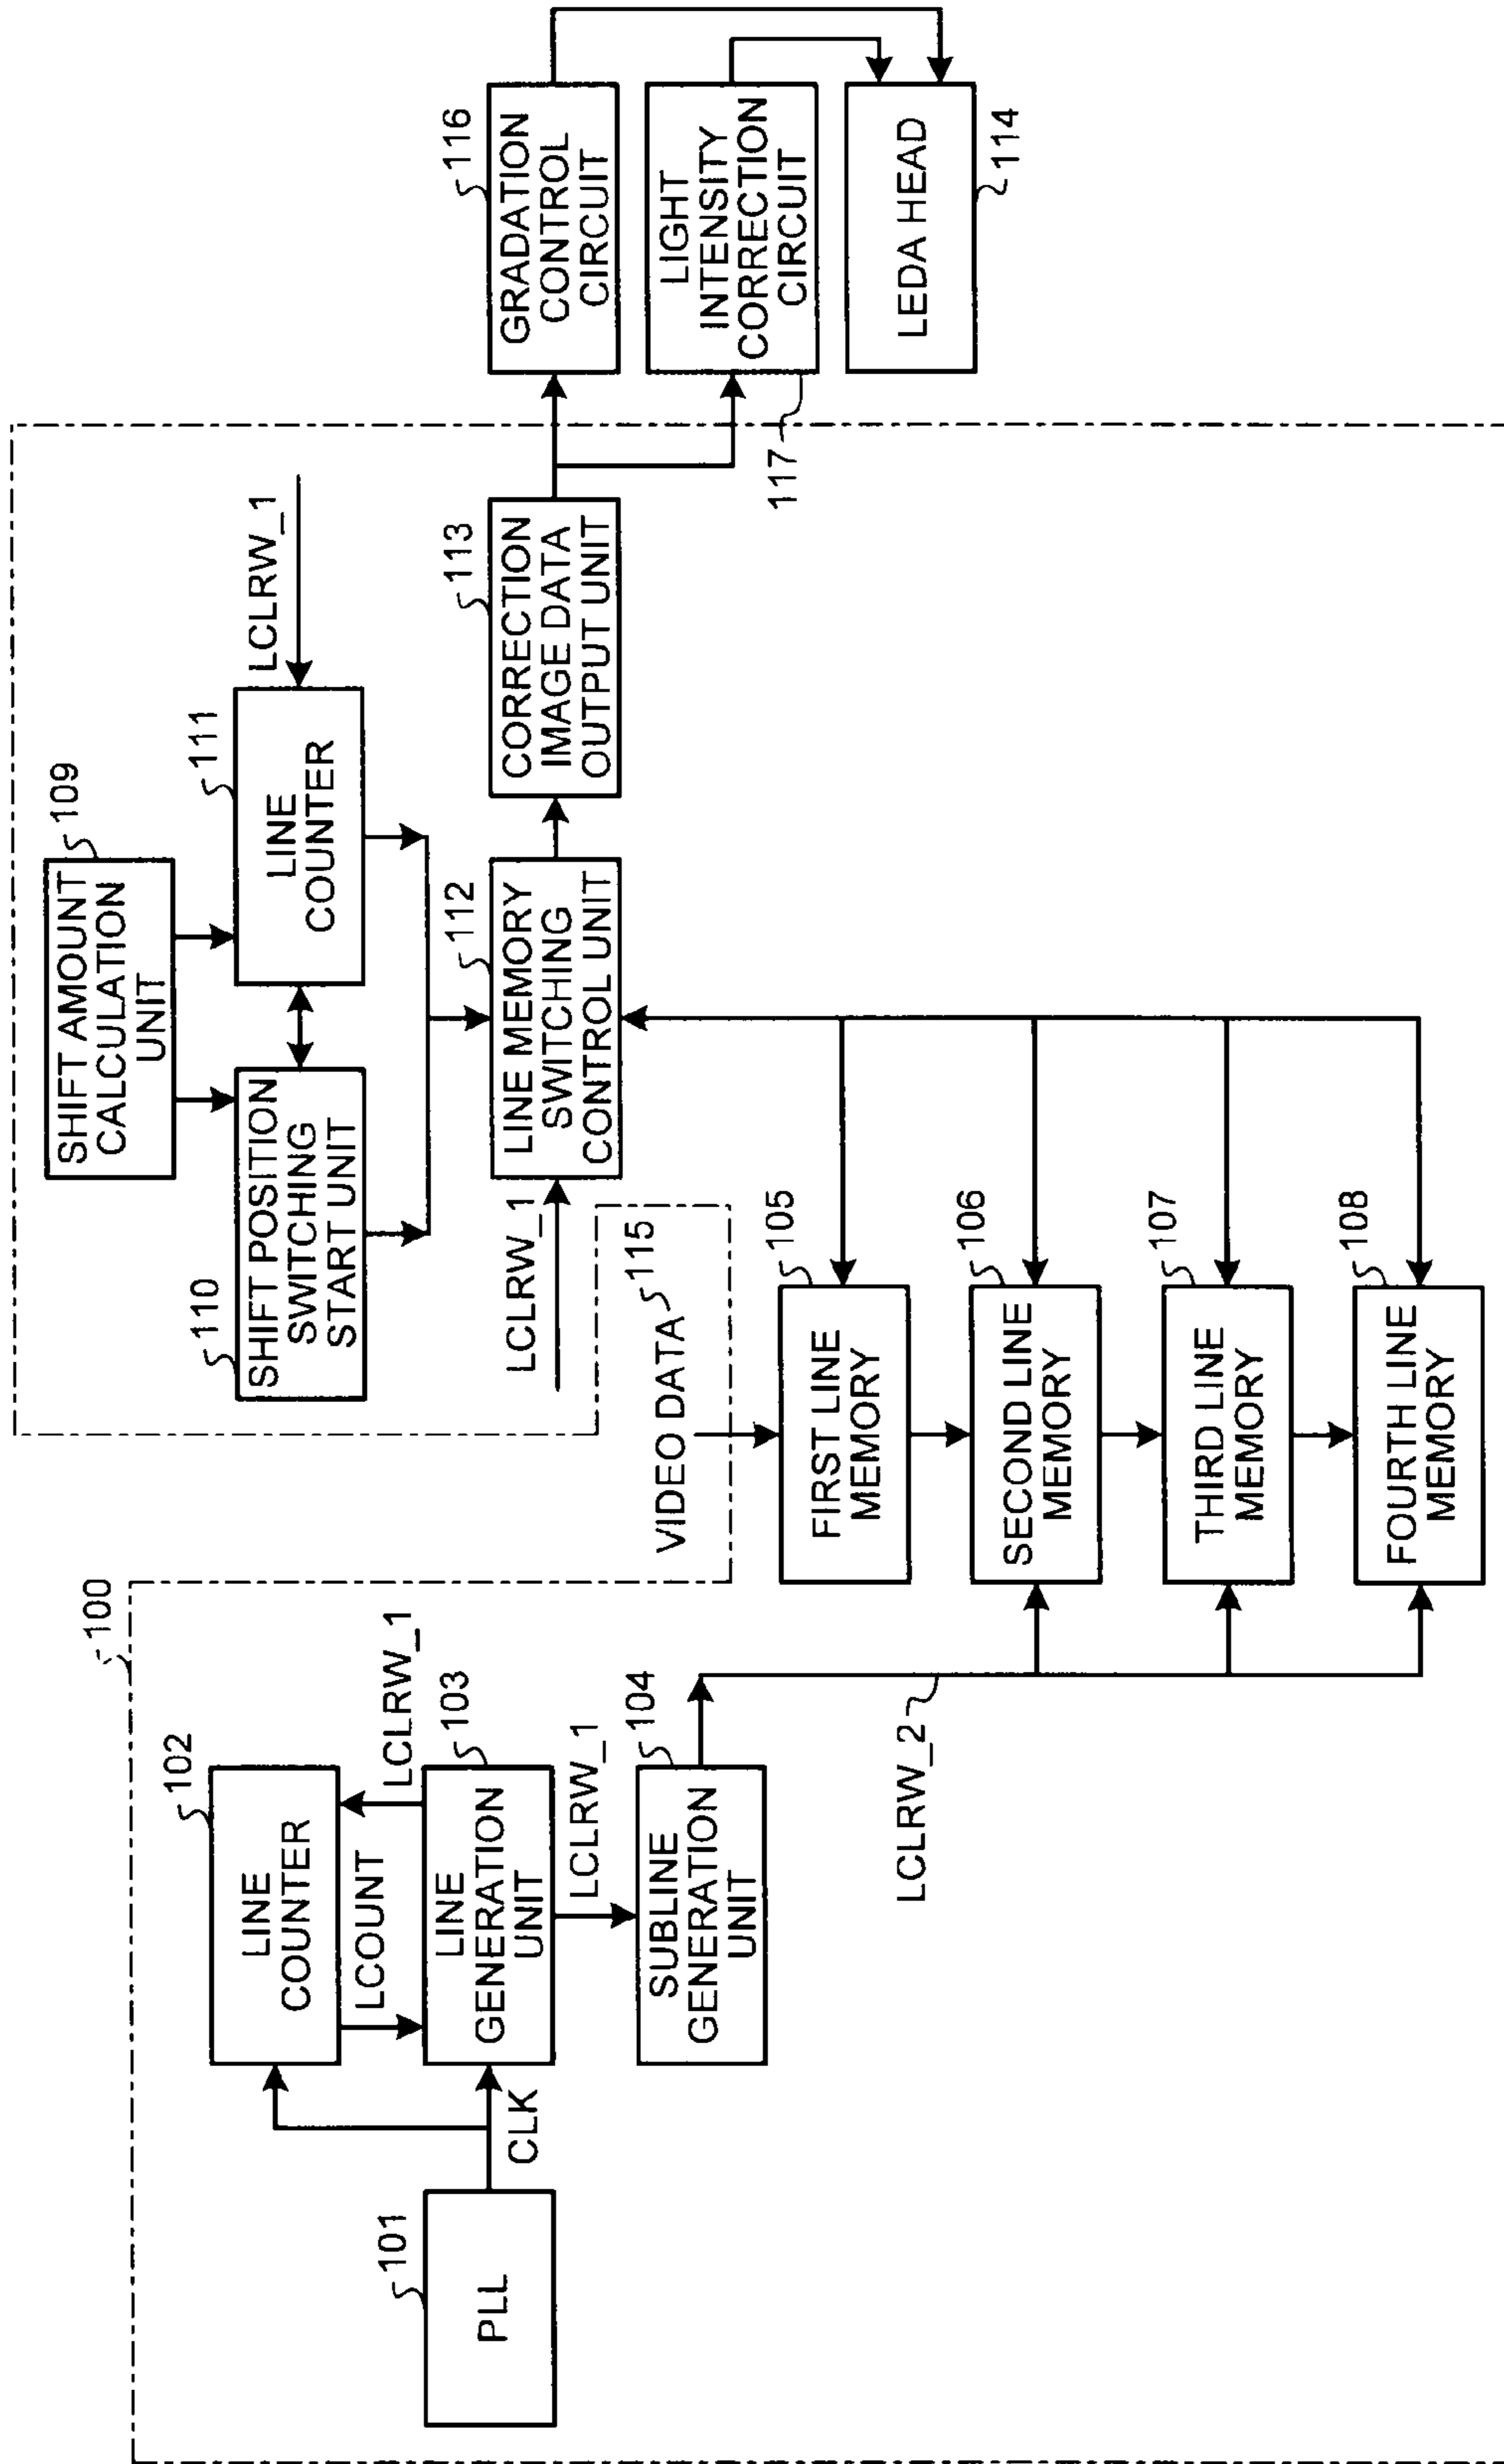 100
101
PLL
CLK
102
LINE
COUNTER
LCOUNT
LCLRW_1
103
LINE
GENERATION
UNIT
LCLRW_1
104
SUBLINE
GENERATION
UNIT
LCLRW_2
VIDEO DATA
115
105
FIRST LINE
MEMORY
106
SECOND LINE
MEMORY
107
THIRD LINE
MEMORY
108
FOURTH LINE
MEMORY
109
SHIFT AMOUNT
CALCULATION
UNIT
110
SHIFT POSITION
SWITCHING
START UNIT
111
LINE
COUNTER
LCLRW_1
112
LINE MEMORY
SWITCHING
CONTROL UNIT
LCLRW_1
113
CORRECTION
IMAGE DATA
OUTPUT UNIT
116
GRADATION
CONTROL
CIRCUIT
117
LIGHT
INTENSITY
CORRECTION
CIRCUIT
LEDA HEAD
114